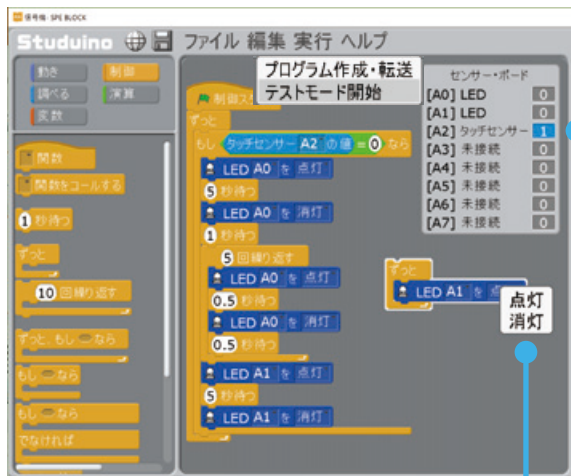 信号機 - SPE BLOCK
Studuino ファイル 編集 実行 ヘルプ
プログラム作成・転送
テストモード開始
動き 制御
調べる 演算
変数
関数
関数をコールする
1 秒待つ
ずっと
10 回繰り返す
ずっと、もし なら
もし なら
もし なら
でなければ
制御ス
ずっと
もし タッチセンサー A2 の値 = 0 なら
LED A0 を 点灯
5 秒待つ
LED A0 を 消灯
1 秒待つ
5 回繰り返す
LED A0 を 点灯
0.5 秒待つ
LED A0 を 消灯
0.5 秒待つ
LED A1 を 点灯
5 秒待つ
LED A1 を 消灯
ずっと
LED A1 を 点
点灯
消灯
センサー・ボード
[A0] LED 0
[A1] LED 0
[A2] タッチセンサー 1
[A3] 未接続 0
[A4] 未接続 0
[A5] 未接続 0
[A6] 未接続 0
[A7] 未接続 0